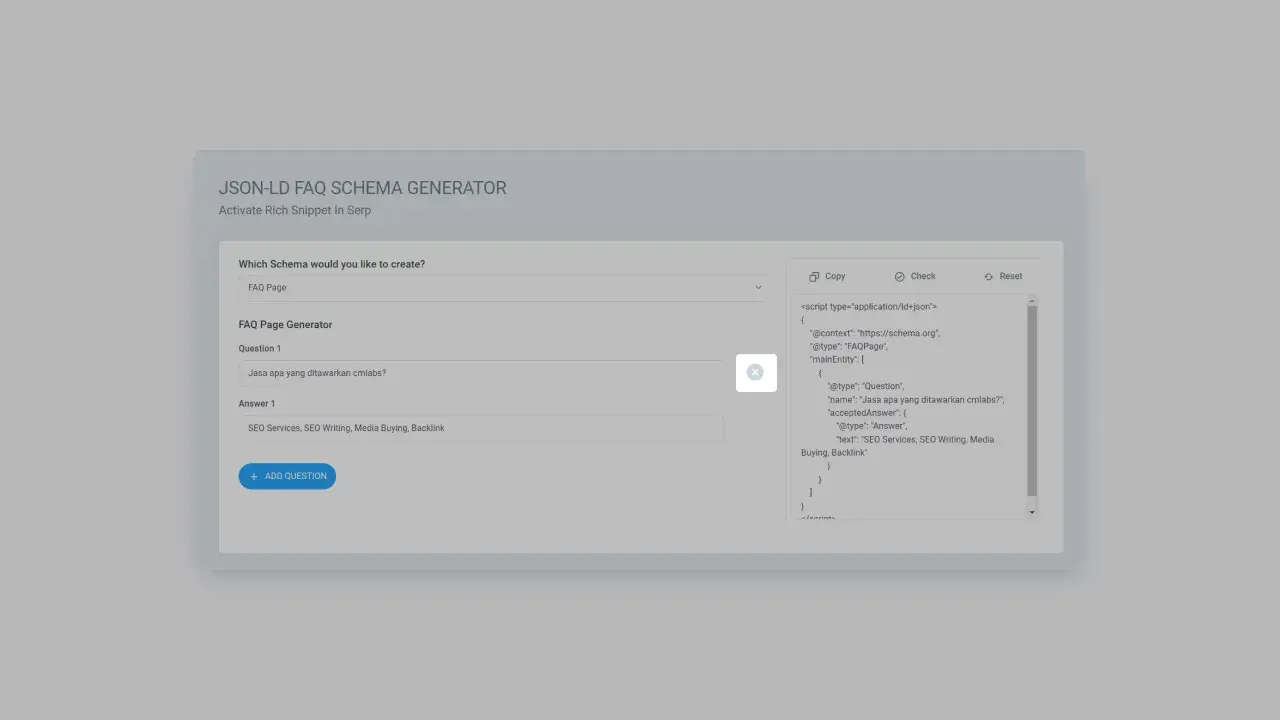 JSON-LD FAQ SCHEMA GENERATOR
Activate Rich Snippet in Serp
Which Schema would you like to create?
FAQ Page
FAQ Page Generator
Question 1
Jasa apa yang ditawarkan cmlabs?
Answer 1
SEO Services, SEO Writing, Media Buying, Backlink
+ ADD QUESTION
Copy Check Reset
<script type="application/ld+json">
{
"@context": "https://schema.org",
"@type": "FAQPage",
"mainEntity": [
{
"@type": "Question",
"name": "Jasa apa yang ditawarkan cmlabs?",
"acceptedAnswer": {
"@type": "Answer",
"text": "SEO Services, SEO Writing, Media
Buying, Backlink"
}
}
]
}
</script>